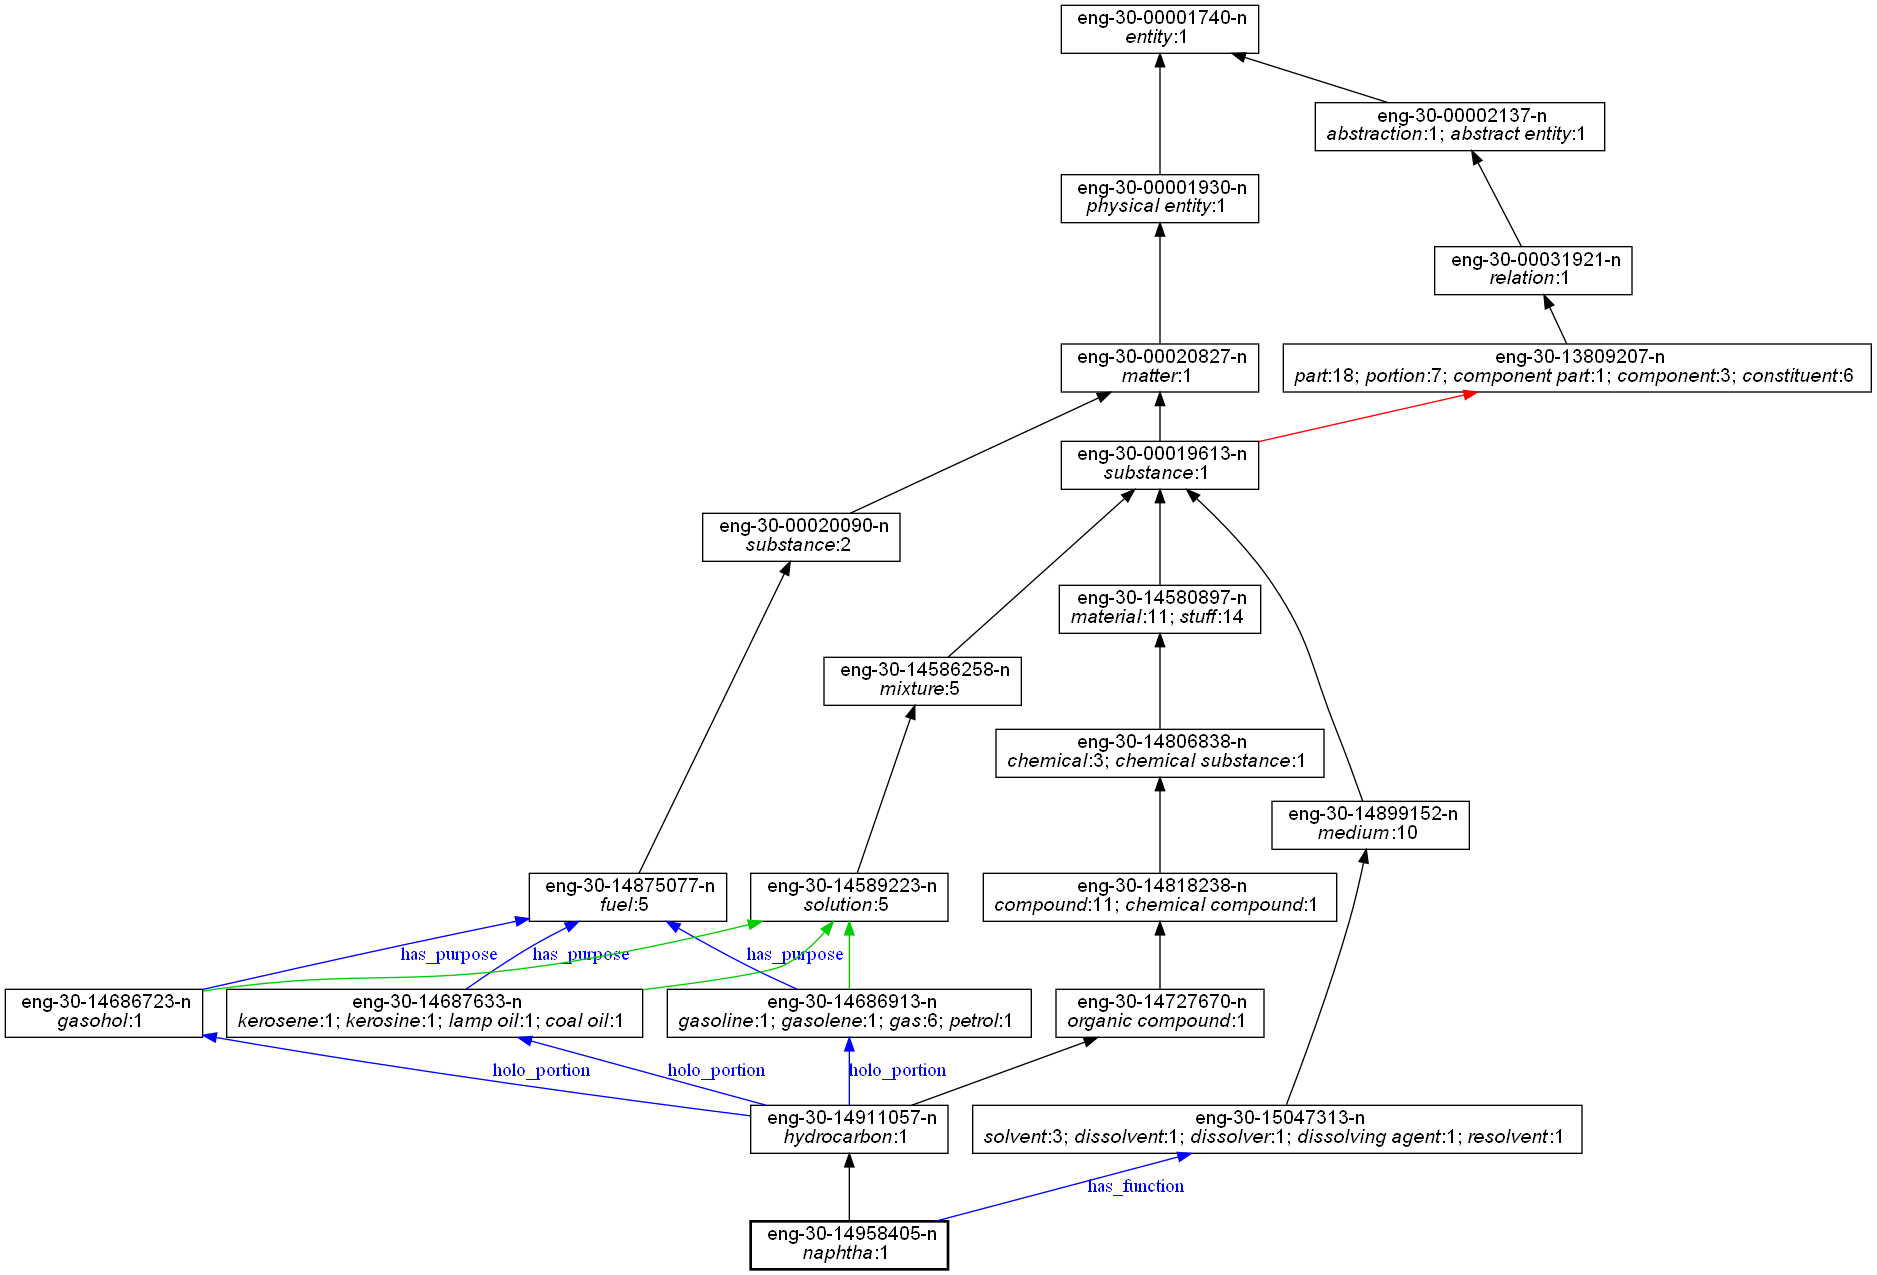 eng-30-00001740-n
entity:1
eng-30-00002137-n
abstraction:1; abstract entity:1
eng-30-00001930-n
physical entity:1
eng-30-00031921-n
relation:1
eng-30-00020827-n
matter:1
eng-30-13809207-n
part:18; portion:7; component part:1; component:3; constituent:6
eng-30-00019613-n
substance:1
eng-30-00020090-n
substance:2
eng-30-14580897-n
material:11; stuff:14
eng-30-14586258-n
mixture:5
eng-30-14806838-n
chemical:3; chemical substance:1
eng-30-14899152-n
medium:10
eng-30-14875077-n
fuel:5
eng-30-14589223-n
solution:5
eng-30-14818238-n
compound:11; chemical compound:1
has_purpose
has_purpose
has_purpose
eng-30-14686723-n
gasohol:1
eng-30-14687633-n
kerosene:1; kerosine:1; lamp oil:1; coal oil:1
eng-30-14686913-n
gasoline:1; gasolene:1; gas:6; petrol:1
eng-30-14727670-n
organic compound:1
holo_portion
holo_portion
holo_portion
eng-30-14911057-n
hydrocarbon:1
eng-30-15047313-n
solvent:3; dissolvent:1; dissolver:1; dissolving agent:1; resolvent:1
has_function
eng-30-14958405-n
naphtha:1